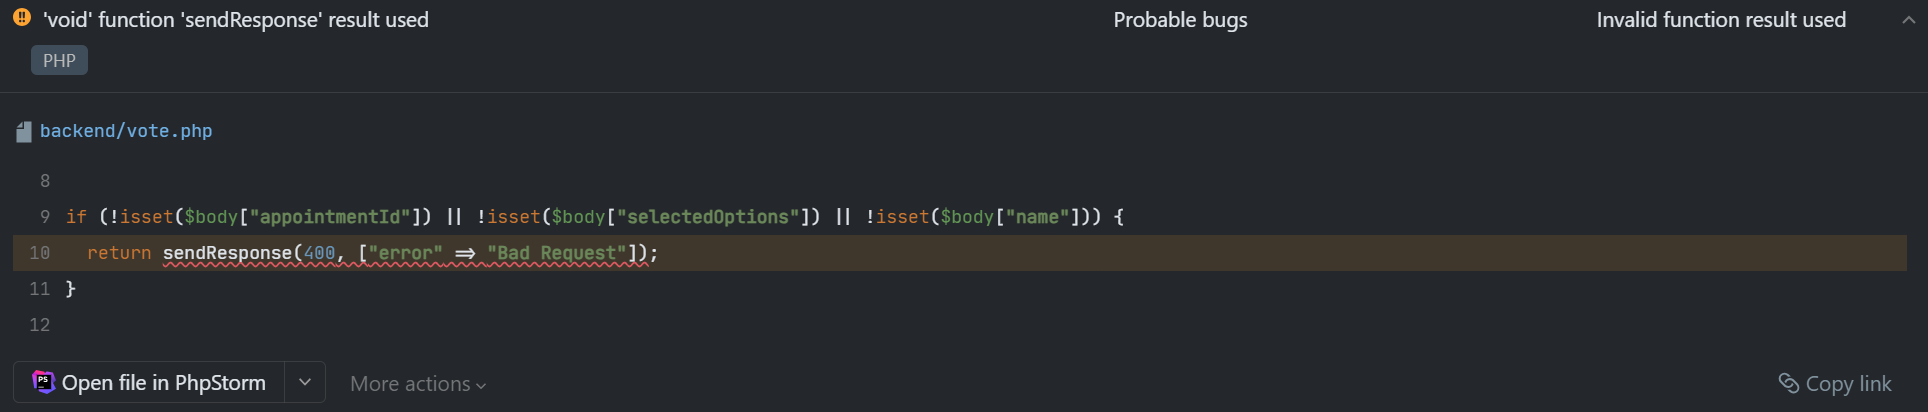 'void' function 'sendResponse' result used Probable bugs Invalid function result used
PHP
backend/vote.php
8
9 if (!isset($body["appointmentId"]) || !isset($body["selectedOptions"]) || !isset($body["name"])) {
10 return sendResponse(400, ["error" => "Bad Request"]);
11 }
12
PS Open file in PhpStorm More actions Copy link